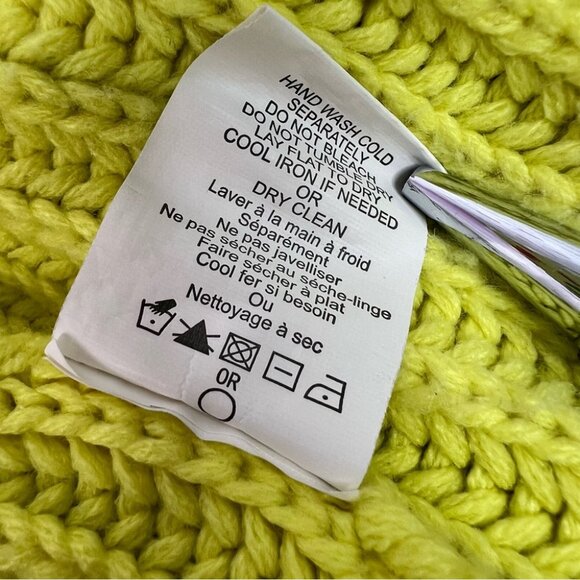 HAND WASH COLD
SEPARATELY
DO NOT BLEACH
DO NOT TUMBLE DRY
LAY FLAT TO DRY
COOL IRON IF NEEDED
OR
DRY CLEAN
Laver à la main à froid
Séparément
Ne pas javelliser
Ne pas sécher au séche-linge
Faire sécher à plat
Cool fer si besoin
Ou
Nettoyage à sec
OR